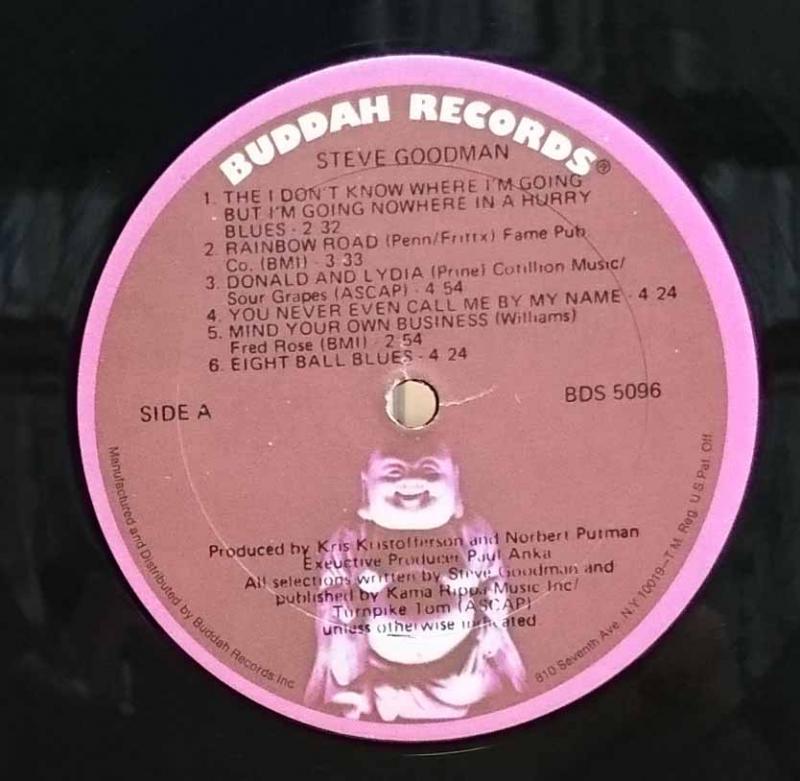 BUDDAH RECORDS®
STEVE GOODMAN
1. THE I DON'T KNOW WHERE I'M GOING
BUT I'M GOING NOWHERE IN A HURRY
BLUES - 2 32
2. RAINBOW ROAD (Penn/Frittx) Fame Pub.
Co. (BMI) - 3 33
3. DONALD AND LYDIA (Prine) Cotillion Music/
Sour Grapes (ASCAP) - 4 54
4. YOU NEVER EVEN CALL ME BY MY NAME - 4 24
5. MIND YOUR OWN BUSINESS (Williams)
Fred Rose (BMI) - 2 54
6. EIGHT BALL BLUES - 4 24
SIDE A
BDS 5096
Produced by Kris Kristofferson and Norbert Putman
Exeuctive Producer Paul Anka
All selections written by Steve Goodman and
published by Kama Rippa Music Inc/
Turnpike Tom (ASCAP)
unless otherwise indicated
Manufactured and Distributed by Buddah Records Inc
810 Seventh Ave., N.Y. 10019-T.M. Reg. U.S. Pat. Off.